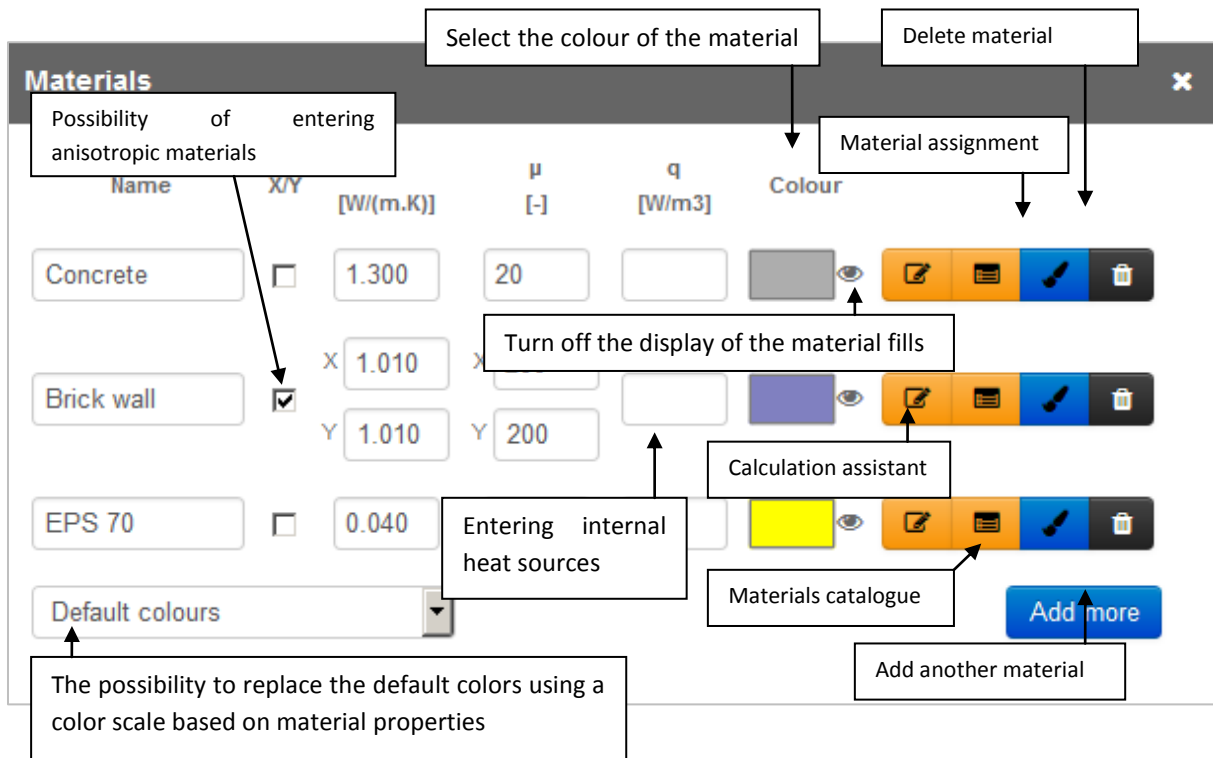 Select the colour of the material
Delete material
Materials
Possibility of entering
anisotropic materials
Material assignment
Name X/Y [W/(m.K)] µ [-] q [W/m3] Colour
Concrete 1.300 20
Turn off the display of the material fills
X 1.010 X
Brick wall
Y 1.010 Y 200
Calculation assistant
EPS 70 0.040
Entering internal
heat sources
Materials catalogue
Default colours
Add more
Add another material
The possibility to replace the default colors using a
color scale based on material properties